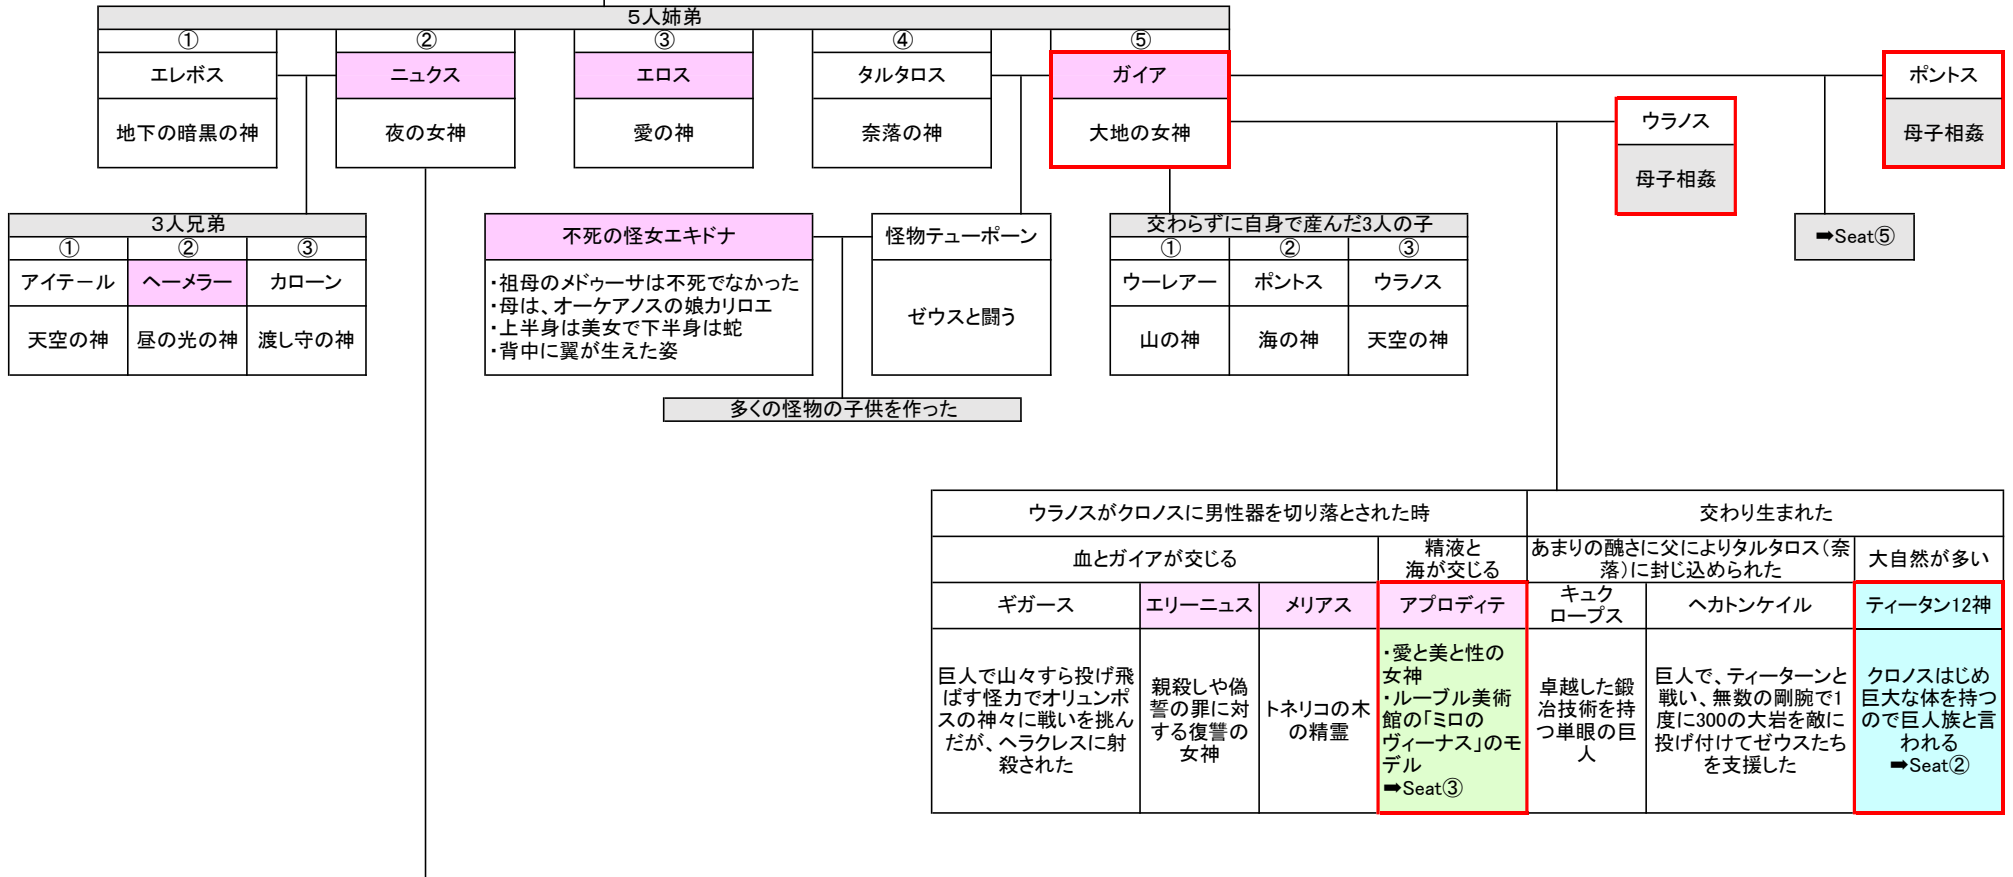 5人姉弟
①
②
③
④
⑤
エレボス
ニュクス
エロス
タルタロス
ガイア
ポントス
地下の暗黒の神
夜の女神
愛の神
奈落の神
大地の女神
ウラノス
母子相姦
母子相姦
3人兄弟
①
②
③
アイテール
ヘーメラー
カローン
天空の神
昼の光の神
渡し守の神
不死の怪女エキドナ
・祖母のメドゥーサは不死でなかった
・母は、オーケアノスの娘カリロエ
・上半身は美女で下半身は蛇
・背中に翼が生えた姿
怪物テューポーン
ゼウスと闘う
多くの怪物の子供を作った
交わらずに自身で産んだ3人の子
①
②
③
ウーレアー
ポントス
ウラノス
山の神
海の神
天空の神
➡Seat⑤
ウラノスがクロノスに男性器を切り落とされた時
交わり生まれた
血とガイアが交じる
精液と
海が交じる
あまりの醜さに父によりタルタロス(奈
落)に封じ込められた
大自然が多い
ギガース
エリーニュス
メリアス
アプロディテ
キュク
ロープス
ヘカトンケイル
ティータン12神
巨人で山々すら投げ飛
ばす怪力でオリュンポ
スの神々に戦いを挑ん
だが、ヘラクレスに射
殺された
親殺しや偽
誓の罪に対
する復讐の
女神
トネリコの木
の精霊
・愛と美と性の
女神
・ルーブル美術
館の「ミロの
ヴィーナス」のモ
デル
➡Seat③
卓越した鍛
冶技術を持
つ単眼の巨
人
巨人で、ティーターンと
戦い、無数の剛腕で1
度に300の大岩を敵に
投げ付けてゼウスたち
を支援した
クロノスはじめ
巨大な体を持つ
ので巨人族と言
われる
➡Seat②